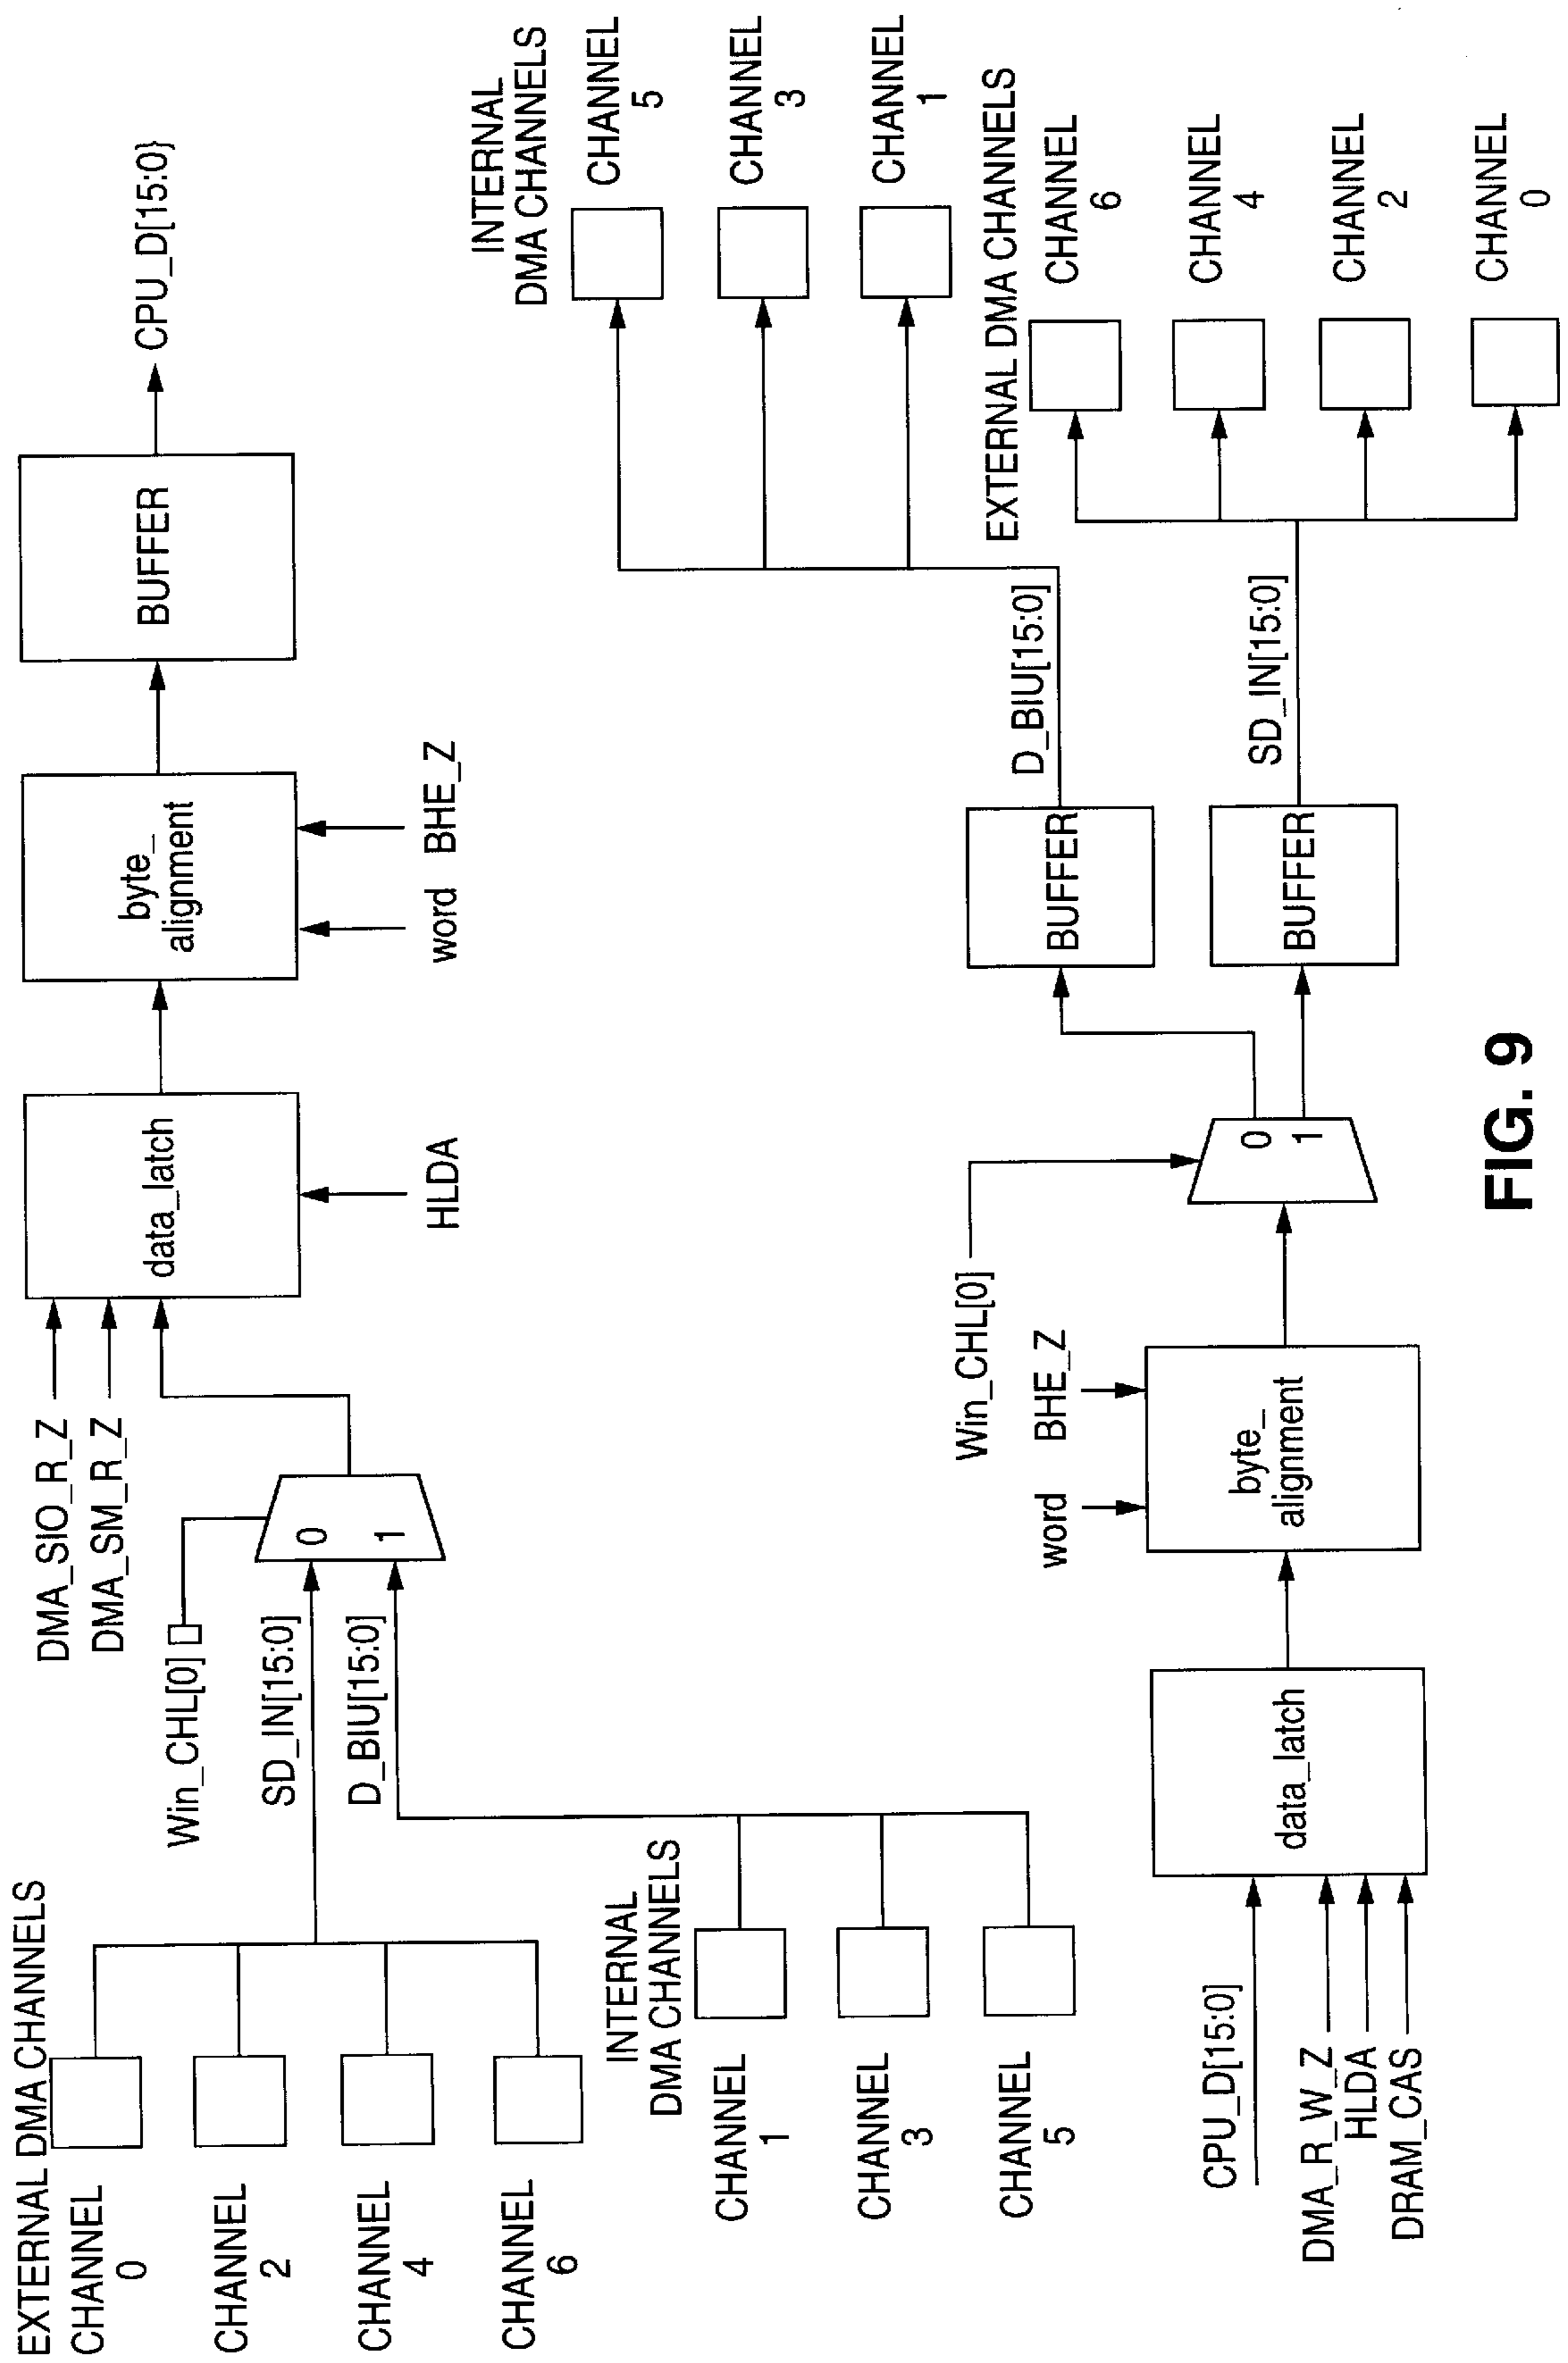 EXTERNAL DMA CHANNELS
CHANNEL
0
CHANNEL
2
CHANNEL
4
CHANNEL
6
INTERNAL
DMA CHANNELS
CHANNEL
1
CHANNEL
3
CHANNEL
5
DMA_SIO_R_Z
DMA_SM_R_Z
Win_CHL[0]
SD_IN[15:0]
D_BIU[15:0]
0
1
data_latch
HLDA
byte_
alignment
word
BHE_Z
BUFFER
CPU_D[15:0}
CPU_D[15:0]
DMA_R_W_Z
HLDA
DRAM_CAS
data_latch
word
BHE_Z
byte_
alignment
Win_CHL[0]
0
1
BUFFER
BUFFER
D_BIU[15:0]
SD_IN[15:0]
INTERNAL
DMA CHANNELS
CHANNEL
5
CHANNEL
3
CHANNEL
1
EXTERNAL DMA CHANNELS
CHANNEL
6
CHANNEL
4
CHANNEL
2
CHANNEL
0
FIG. 9